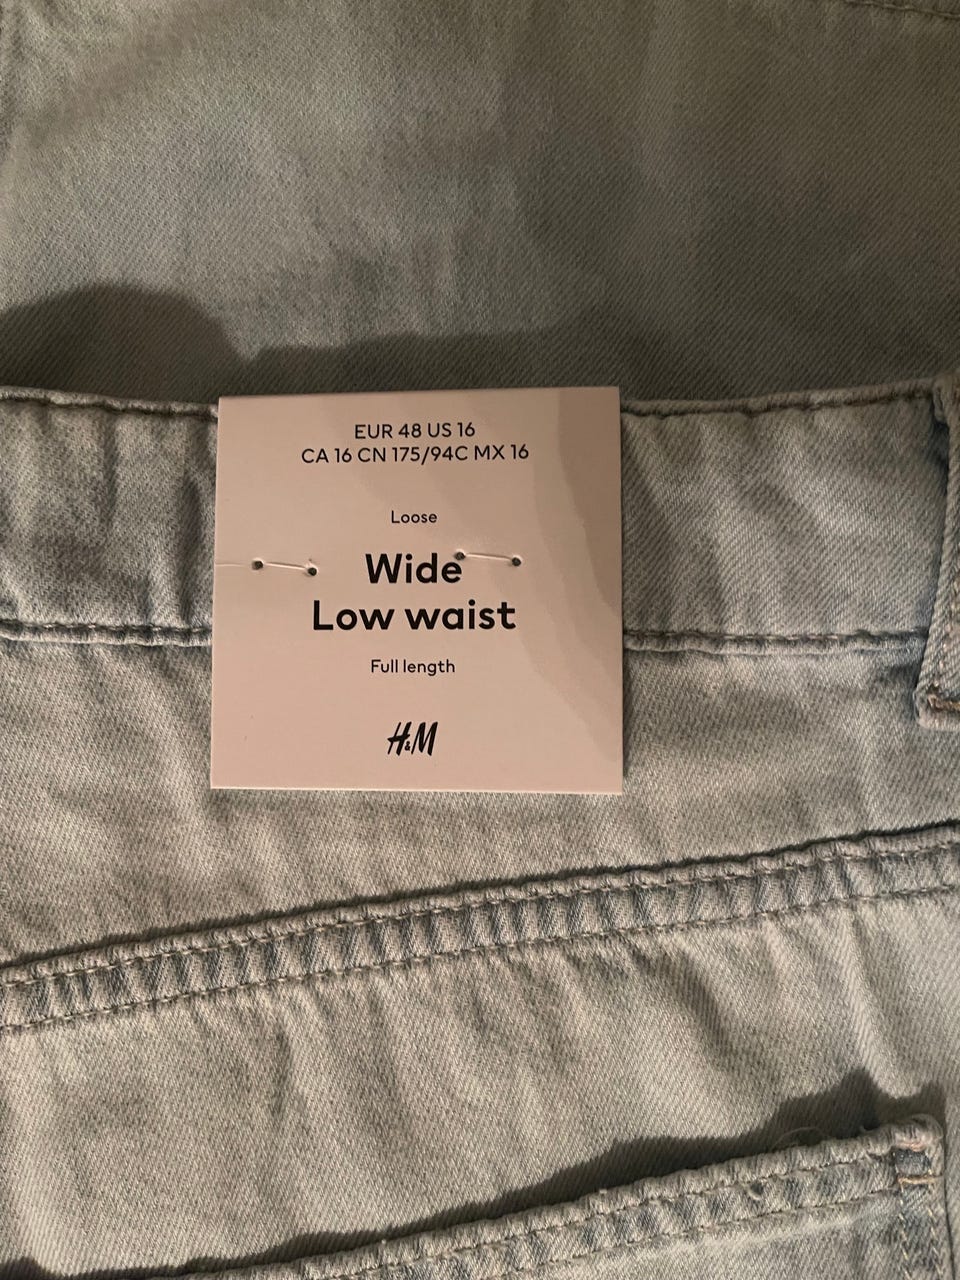 EUR 48 US 16
CA 16 CN 175/94C MX 16
Loose
Wide
Low waist
Full length
H&M